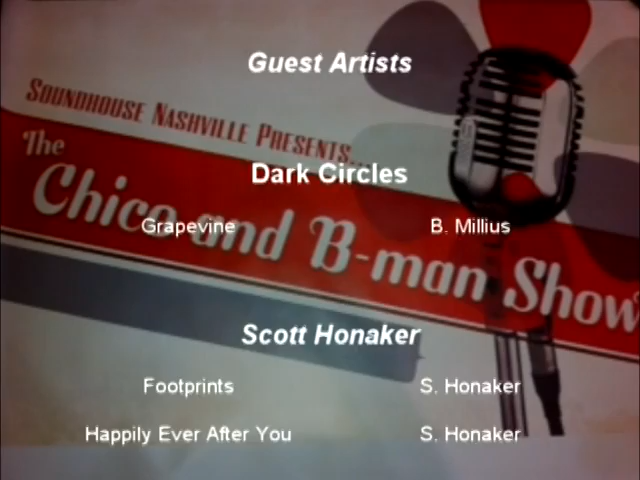 Guest Artists
SOUNDHOUSE NASHVILLE PRESENTS...
The
Dark Circles
Chico and B-man Show
Grapevine B. Millius
Scott Honaker
Footprints S. Honaker
Happily Ever After You S. Honaker